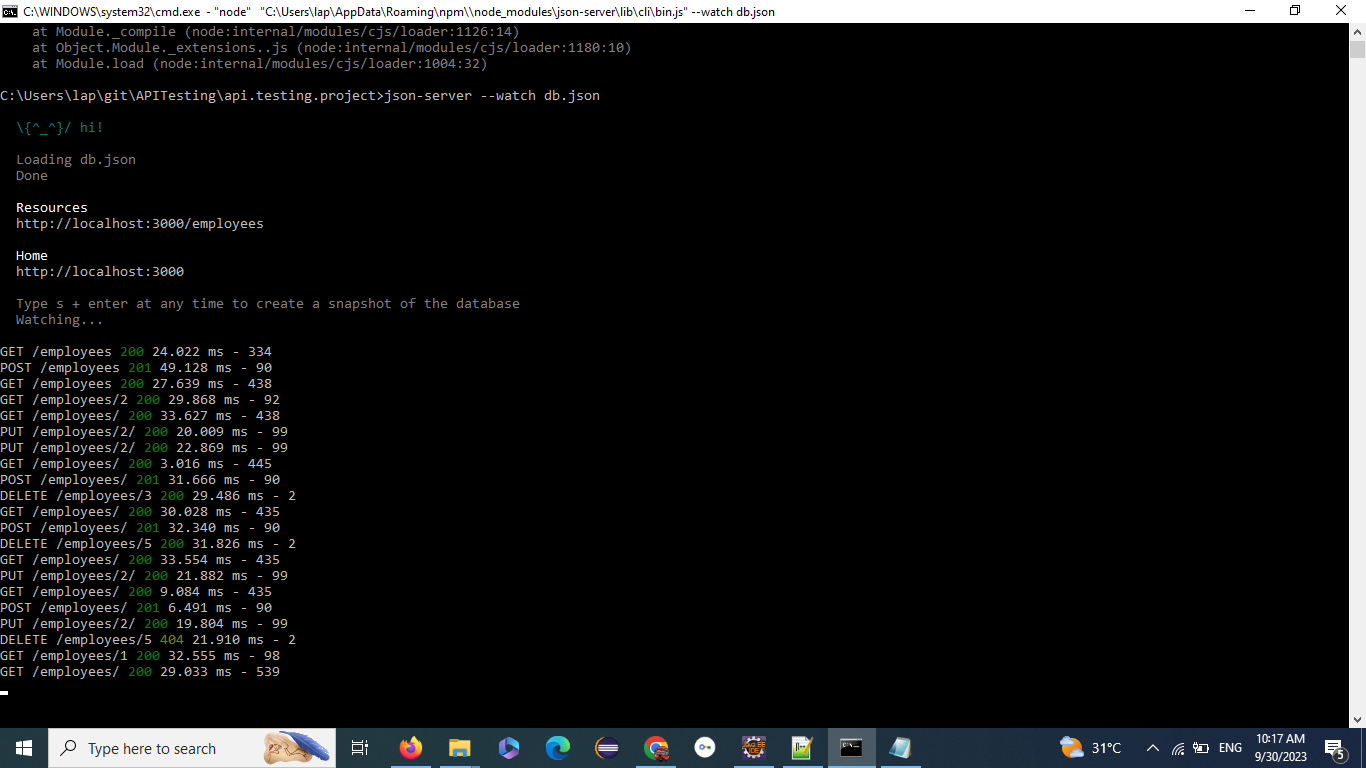 C:\WINDOWS\system32\cmd.exe - "node" "C:\Users\lap\AppData\Roaming\npm\\node_modules\json-server\lib\cli\bin.js" --watch db.json
at Module._compile (node:internal/modules/cjs/loader:1126:14)
at Object.Module._extensions..js (node:internal/modules/cjs/loader:1180:10)
at Module.load (node:internal/modules/cjs/loader:1004:32)
C:\Users\lap\git\APITesting\api.testing.project>json-server --watch db.json
\{^_^}/ hi!
Loading db.json
Done
Resources
http://localhost:3000/employees
Home
http://localhost:3000
Type s + enter at any time to create a snapshot of the database
Watching...
GET /employees 200 24.022 ms - 334
POST /employees 201 49.128 ms - 90
GET /employees 200 27.639 ms - 438
GET /employees/2 200 29.868 ms - 92
GET /employees/ 200 33.627 ms - 438
PUT /employees/2/ 200 20.009 ms - 99
PUT /employees/2/ 200 22.869 ms - 99
GET /employees/ 200 3.016 ms - 445
POST /employees/ 201 31.666 ms - 90
DELETE /employees/3 200 29.486 ms - 2
GET /employees/ 200 30.028 ms - 435
POST /employees/ 201 32.340 ms - 90
DELETE /employees/5 200 31.826 ms - 2
GET /employees/ 200 33.554 ms - 435
PUT /employees/2/ 200 21.882 ms - 99
GET /employees/ 200 9.084 ms - 435
POST /employees/ 201 6.491 ms - 90
PUT /employees/2/ 200 19.804 ms - 99
DELETE /employees/5 404 21.910 ms - 2
GET /employees/1 200 32.555 ms - 98
GET /employees/ 200 29.033 ms - 539
Type here to search
31°C
ENG
10:17 AM
9/30/2023
5